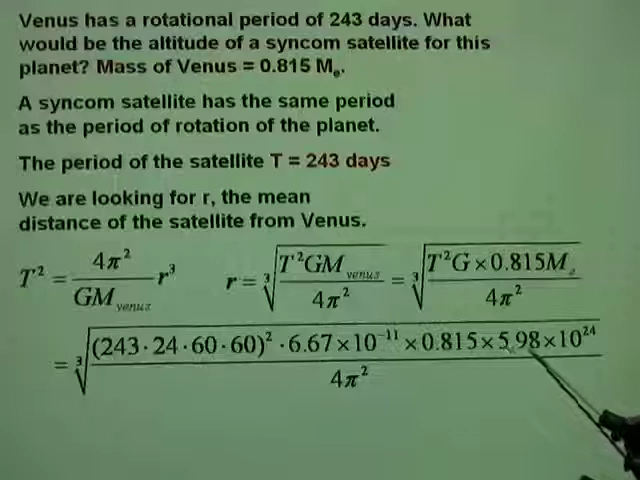 Venus has a rotational period of 243 days. What
would be the altitude of a syncom satellite for this
planet? Mass of Venus = 0.815 Mₑ.
A syncom satellite has the same period
as the period of rotation of the planet.
The period of the satellite T = 243 days
We are looking for r, the mean
distance of the satellite from Venus.
T² = 4π² / GM_venus r³   r = ∛(T²GM_venus / 4π²) = ∛(T²G×0.815Mₑ / 4π²)
= ∛((243·24·60·60)²·6.67×10⁻¹¹×0.815×5.98×10²⁴ / 4π²)